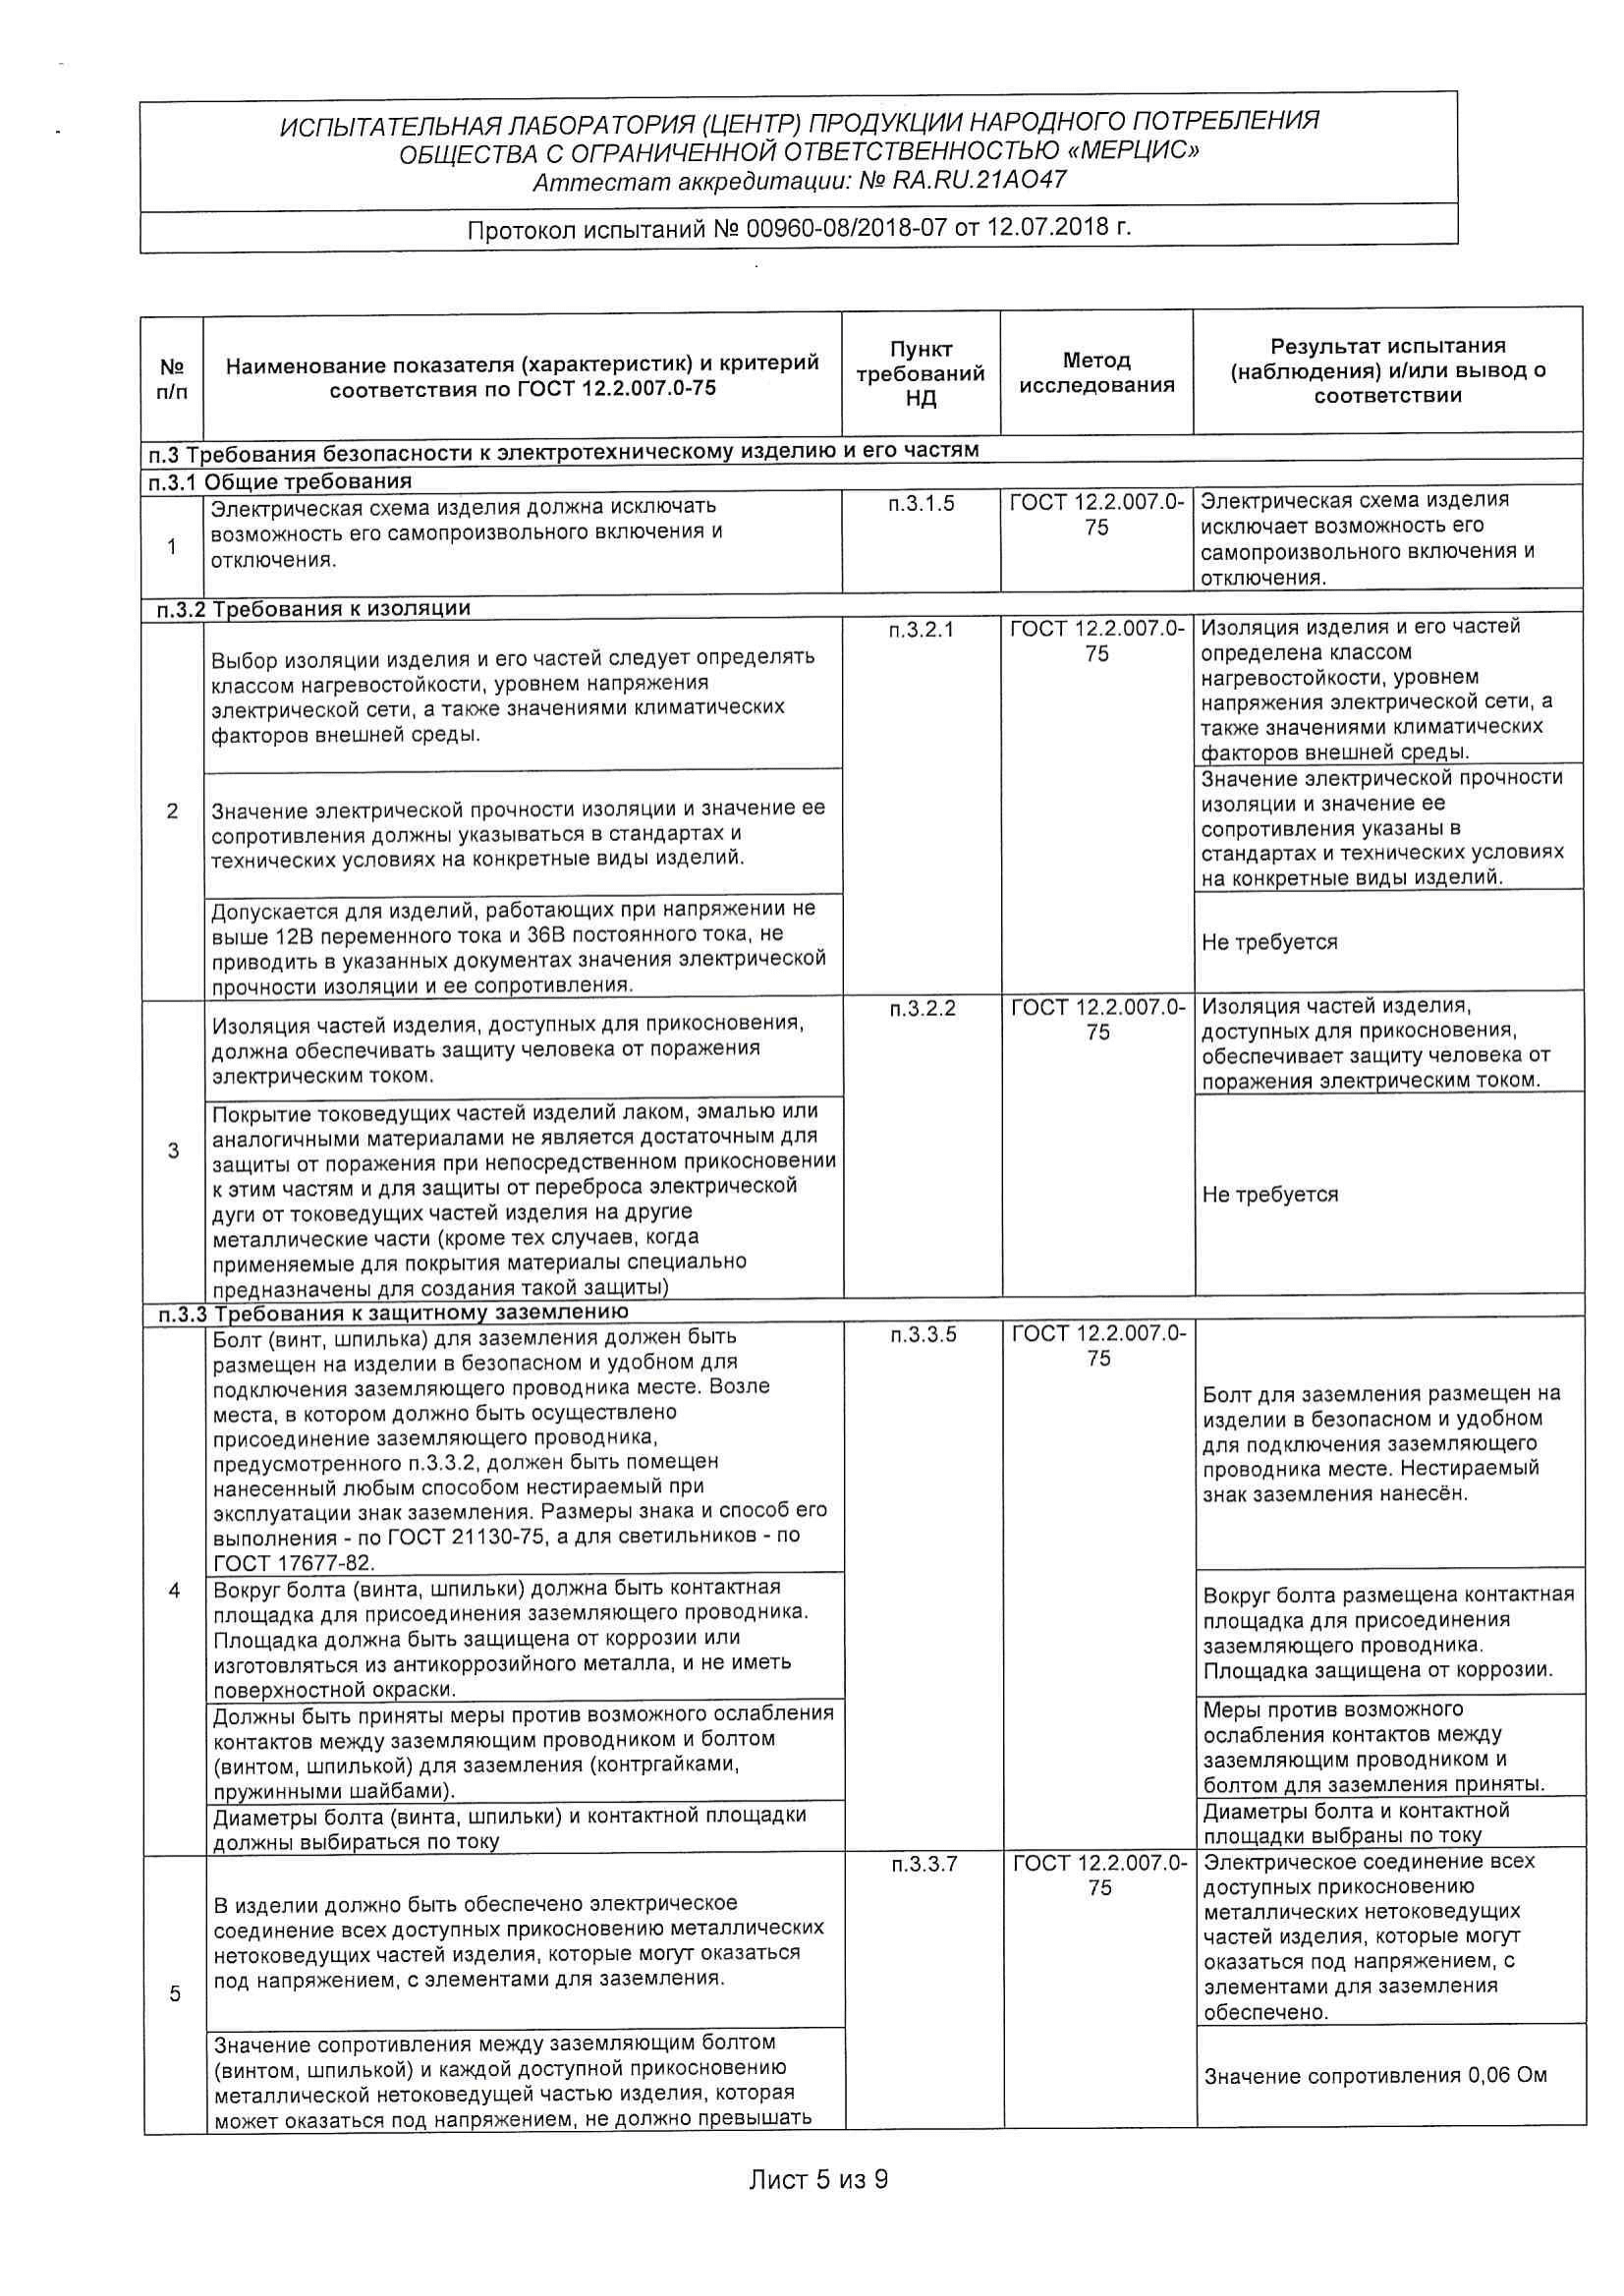 ИСПЫТАТЕЛЬНАЯ ЛАБОРАТОРИЯ (ЦЕНТР) ПРОДУКЦИИ НАРОДНОГО ПОТРЕБЛЕНИЯ
ОБЩЕСТВА С ОГРАНИЧЕННОЙ ОТВЕТСТВЕННОСТЬЮ «МЕРЦИС»
Аттестат аккредитации: № RA.RU.21АО47
Протокол испытаний № 00960-08/2018-07 от 12.07.2018 г.
№
п/п
Наименование показателя (характеристик) и критерий
соответствия по ГОСТ 12.2.007.0-75
Пункт
требований
НД
Метод
исследования
Результат испытания
(наблюдения) и/или вывод о
соответствии
п.3 Требования безопасности к электротехническому изделию и его частям
п.3.1 Общие требования
1
Электрическая схема изделия должна исключать
возможность его самопроизвольного включения и
отключения.
п.3.1.5
ГОСТ 12.2.007.0-
75
Электрическая схема изделия
исключает возможность его
самопроизвольного включения и
отключения.
п.3.2 Требования к изоляции
2
Выбор изоляции изделия и его частей следует определять
классом нагревостойкости, уровнем напряжения
электрической сети, а также значениями климатических
факторов внешней среды.
п.3.2.1
ГОСТ 12.2.007.0-
75
Изоляция изделия и его частей
определена классом
нагревостойкости, уровнем
напряжения электрической сети, а
также значениями климатических
факторов внешней среды.
Значение электрической прочности изоляции и значение ее
сопротивления должны указываться в стандартах и
технических условиях на конкретные виды изделий.
Значение электрической прочности
изоляции и значение ее
сопротивления указаны в
стандартах и технических условиях
на конкретные виды изделий.
Допускается для изделий, работающих при напряжении не
выше 12В переменного тока и 36В постоянного тока, не
приводить в указанных документах значения электрической
прочности изоляции и ее сопротивления.
Не требуется
3
Изоляция частей изделия, доступных для прикосновения,
должна обеспечивать защиту человека от поражения
электрическим током.
п.3.2.2
ГОСТ 12.2.007.0-
75
Изоляция частей изделия,
доступных для прикосновения,
обеспечивает защиту человека от
поражения электрическим током.
Покрытие токоведущих частей изделий лаком, эмалью или
аналогичными материалами не является достаточным для
защиты от поражения при непосредственном прикосновении
к этим частям и для защиты от переброса электрической
дуги от токоведущих частей изделия на другие
металлические части (кроме тех случаев, когда
применяемые для покрытия материалы специально
предназначены для создания такой защиты)
Не требуется
п.3.3 Требования к защитному заземлению
4
Болт (винт, шпилька) для заземления должен быть
размещен на изделии в безопасном и удобном для
подключения заземляющего проводника месте. Возле
места, в котором должно быть осуществлено
присоединение заземляющего проводника,
предусмотренного п.3.3.2, должен быть помещен
нанесенный любым способом нестираемый при
эксплуатации знак заземления. Размеры знака и способ его
выполнения - по ГОСТ 21130-75, а для светильников - по
ГОСТ 17677-82.
п.3.3.5
ГОСТ 12.2.007.0-
75
Болт для заземления размещен на
изделии в безопасном и удобном
для подключения заземляющего
проводника месте. Нестираемый
знак заземления нанесён.
Вокруг болта (винта, шпильки) должна быть контактная
площадка для присоединения заземляющего проводника.
Площадка должна быть защищена от коррозии или
изготовляться из антикоррозийного металла, и не иметь
поверхностной окраски.
Вокруг болта размещена контактная
площадка для присоединения
заземляющего проводника.
Площадка защищена от коррозии.
Должны быть приняты меры против возможного ослабления
контактов между заземляющим проводником и болтом
(винтом, шпилькой) для заземления (контргайками,
пружинными шайбами).
Меры против возможного
ослабления контактов между
заземляющим проводником и
болтом для заземления приняты.
Диаметры болта (винта, шпильки) и контактной площадки
должны выбираться по току
Диаметры болта и контактной
площадки выбраны по току
5
В изделии должно быть обеспечено электрическое
соединение всех доступных прикосновению металлических
нетоковедущих частей изделия, которые могут оказаться
под напряжением, с элементами для заземления.
п.3.3.7
ГОСТ 12.2.007.0-
75
Электрическое соединение всех
доступных прикосновению
металлических нетоковедущих
частей изделия, которые могут
оказаться под напряжением, с
элементами для заземления
обеспечено.
Значение сопротивления между заземляющим болтом
(винтом, шпилькой) и каждой доступной прикосновению
металлической нетоковедущей частью изделия, которая
может оказаться под напряжением, не должно превышать
Значение сопротивления 0,06 Ом
Лист 5 из 9